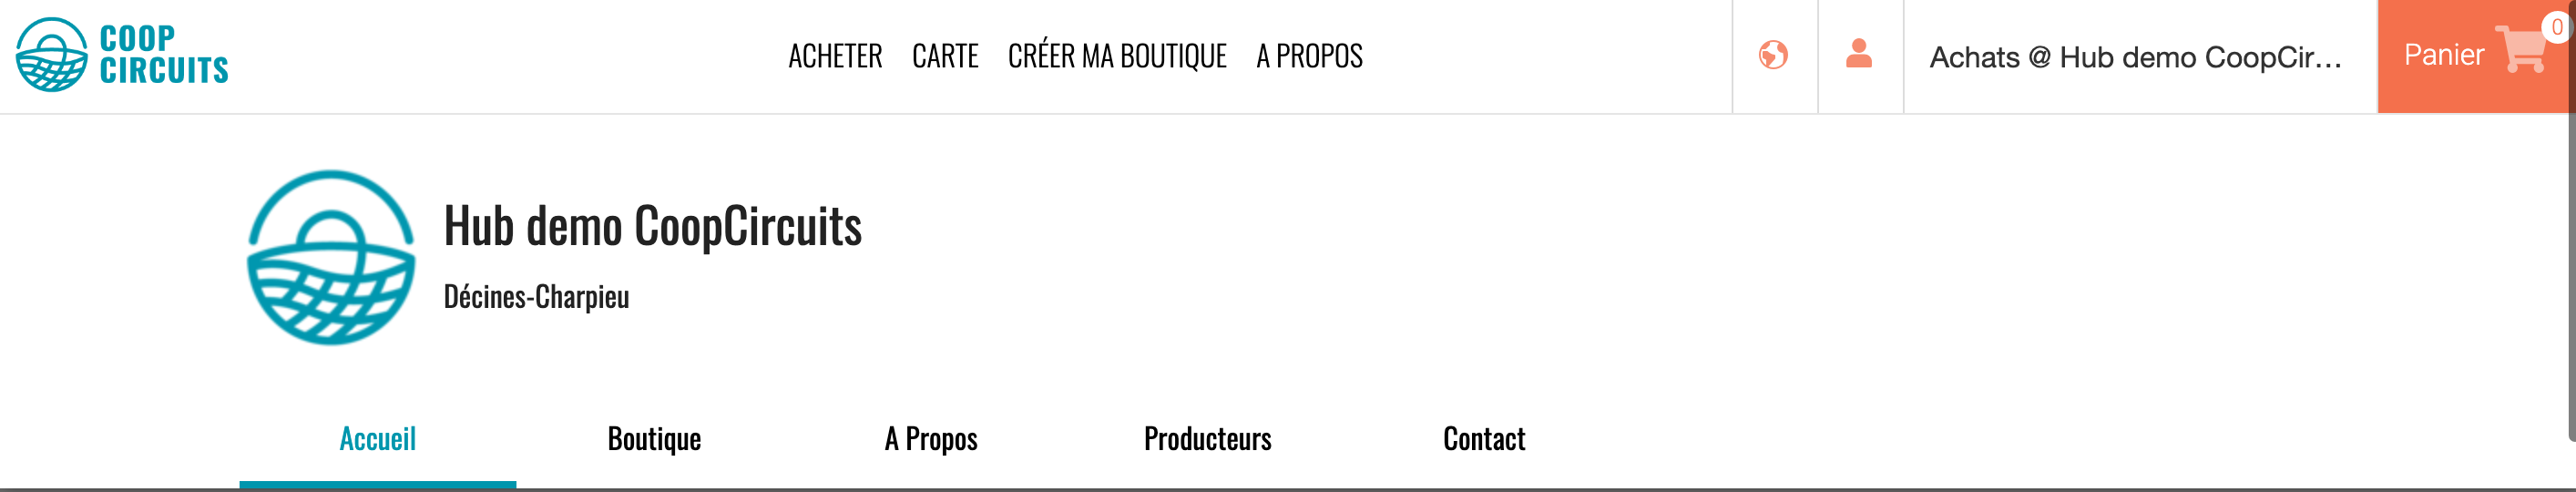 COOP
CIRCUITS
ACHETER CARTE CRÉER MA BOUTIQUE A PROPOS
Achats @ Hub demo CoopCir...
Panier
0
Hub demo CoopCircuits
Décines-Charpieu
Accueil Boutique A Propos Producteurs Contact